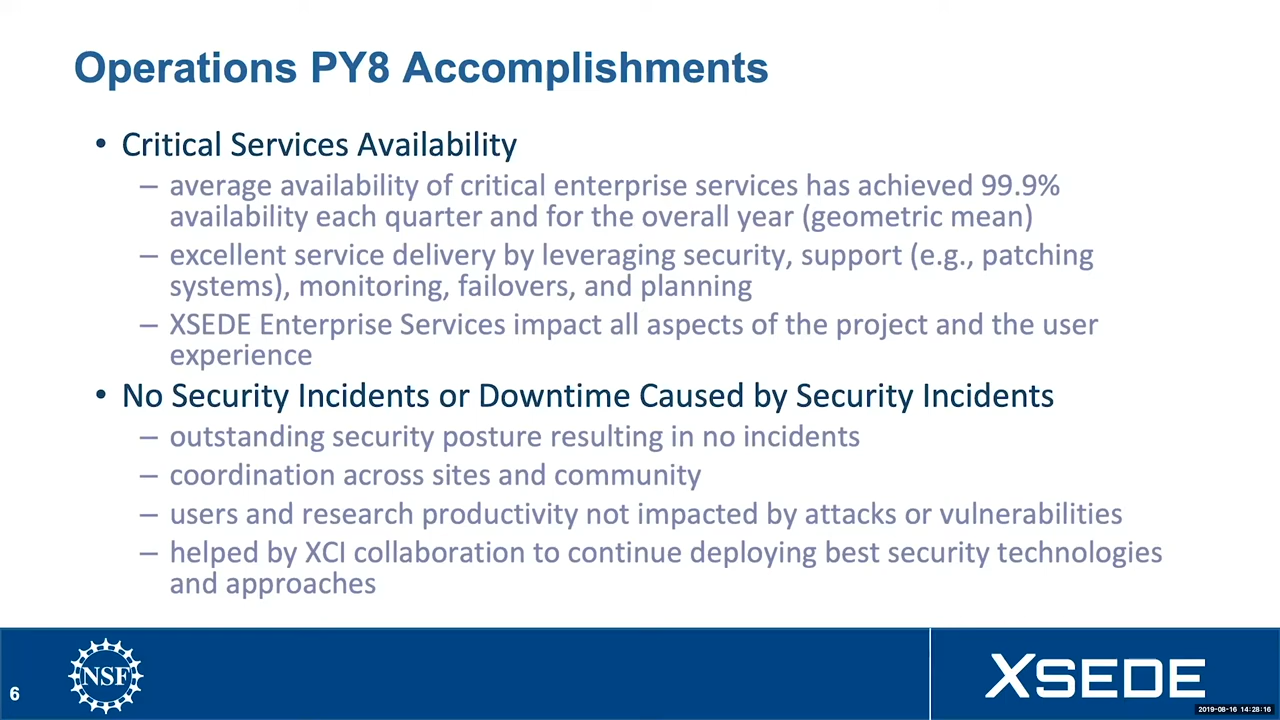 Operations PY8 Accomplishments
• Critical Services Availability
– average availability of critical enterprise services has achieved 99.9%
availability each quarter and for the overall year (geometric mean)
– excellent service delivery by leveraging security, support (e.g., patching
systems), monitoring, failovers, and planning
– XSEDE Enterprise Services impact all aspects of the project and the user
experience
• No Security Incidents or Downtime Caused by Security Incidents
– outstanding security posture resulting in no incidents
– coordination across sites and community
– users and research productivity not impacted by attacks or vulnerabilities
– helped by XCI collaboration to continue deploying best security technologies
and approaches
6
NSF
XSEDE
2019-08-16 14:28:16